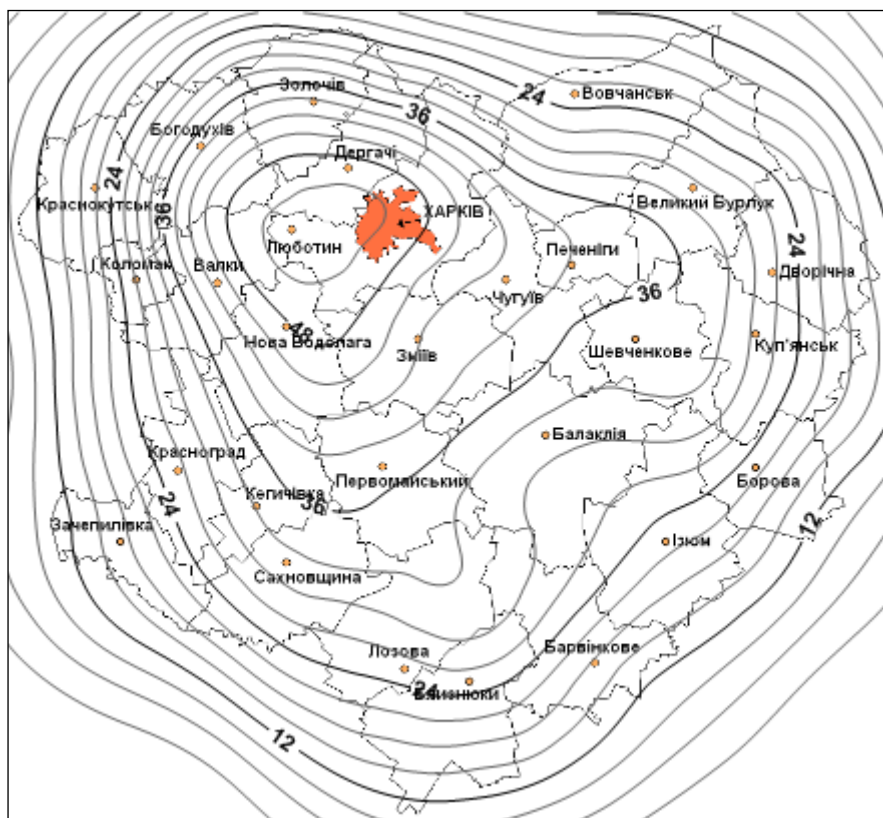 Золочів
24
Вовчанськ
36
Богодухів
Дергачі
24
Краснокутськ
Великий Бурлук
36
ХАРКІВ
Люботин
24
Коломак
Валки
Печеніги
Дворічна
Чугуїв
36
48
Нова Водолага
Зміїв
Шевченкове
Куп'янськ
Балаклія
Красноград
Первомайський
Борова
Кегичівка
24
36
12
Зачепилівка
Ізюм
Сахновщина
Лозова
Барвінкове
24
Близнюки
12